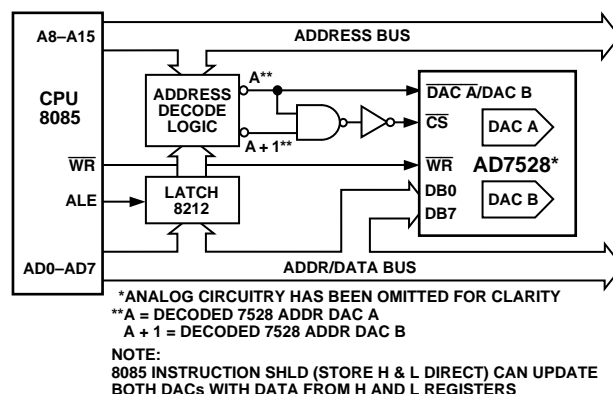 A8–A15
ADDRESS BUS
CPU
8085
ADDRESS
DECODE
LOGIC
A**
A + 1**
DAC A/DAC B
CS
DAC A
WR
WR
AD7528*
ALE
LATCH
8212
DB0
DB7
DAC B
AD0–AD7
ADDR/DATA BUS
*ANALOG CIRCUITRY HAS BEEN OMITTED FOR CLARITY
**A = DECODED 7528 ADDR DAC A
A + 1 = DECODED 7528 ADDR DAC B
NOTE:
8085 INSTRUCTION SHLD (STORE H & L DIRECT) CAN UPDATE
BOTH DACs WITH DATA FROM H AND L REGISTERS